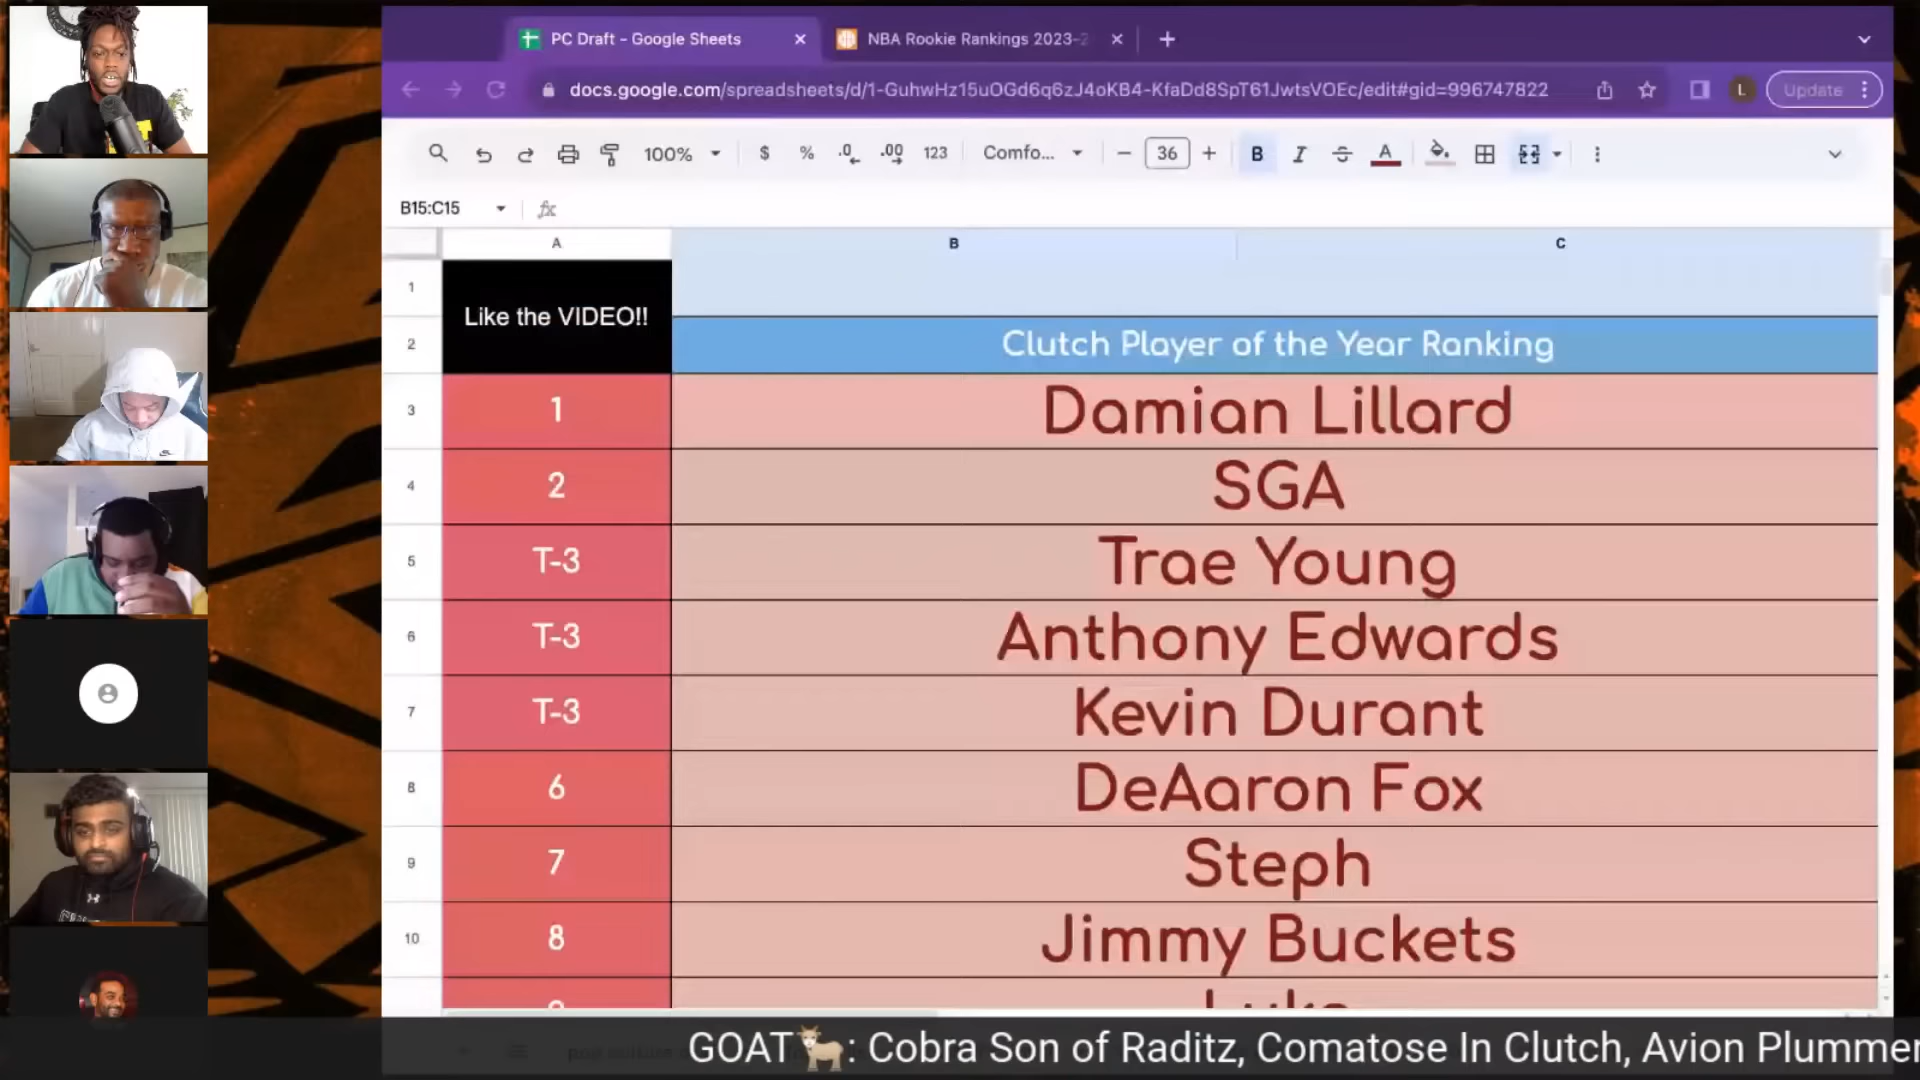 PC Draft - Google Sheets
NBA Rookie Rankings 2023-2
docs.google.com/spreadsheets/d/1-GuhwHz15uOGd6q6zJ4oKB4-KfaDd8SpT61JwtsVOEc/edit#gid=996747822
L
Update
100%
$ % .0 .00 123
Comfo...
36
B I A
B15:C15
fx
A B C
1 Like the VIDEO!!
2 Clutch Player of the Year Ranking
3 1 Damian Lillard
4 2 SGA
5 T-3 Trae Young
6 T-3 Anthony Edwards
7 T-3 Kevin Durant
8 6 DeAaron Fox
9 7 Steph
10 8 Jimmy Buckets
9 Luka
GOAT🐐: Cobra Son of Raditz, Comatose In Clutch, Avion Plummer